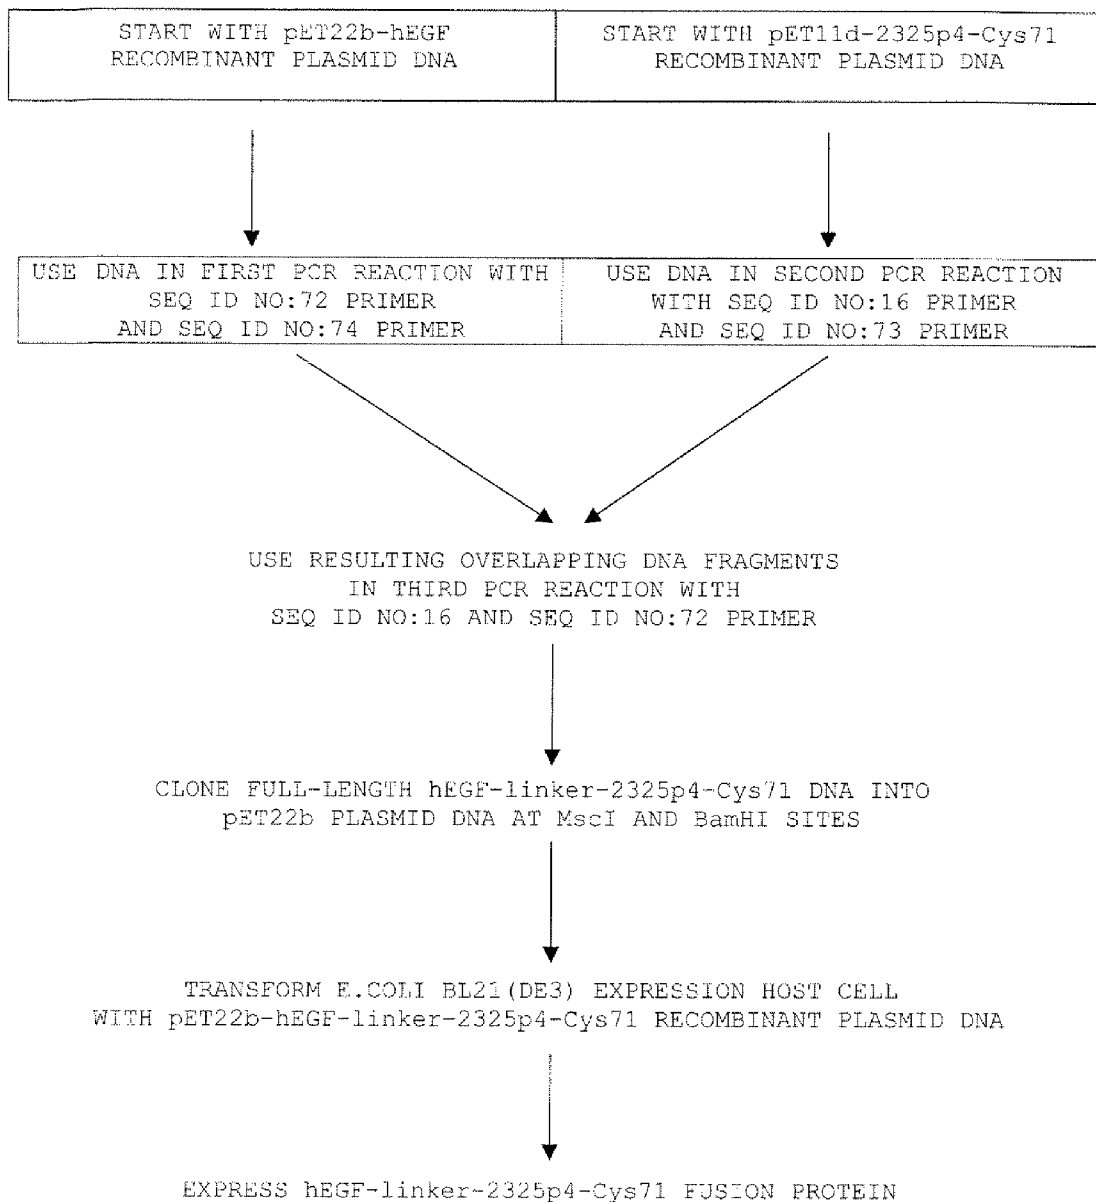 START WITH pET22b-hEGF
RECOMBINANT PLASMID DNA
START WITH pET11d-2325p4-Cys71
RECOMBINANT PLASMID DNA
USE DNA IN FIRST PCR REACTION WITH
SEQ ID NO:72 PRIMER
AND SEQ ID NO:74 PRIMER
USE DNA IN SECOND PCR REACTION
WITH SEQ ID NO:16 PRIMER
AND SEQ ID NO:73 PRIMER
USE RESULTING OVERLAPPING DNA FRAGMENTS
IN THIRD PCR REACTION WITH
SEQ ID NO:16 AND SEQ ID NO:72 PRIMER
CLONE FULL-LENGTH hEGF-linker-2325p4-Cys71 DNA INTO
pET22b PLASMID DNA AT MscI AND BamHI SITES
TRANSFORM E.COLI BL21(DE3) EXPRESSION HOST CELL
WITH pET22b-hEGF-linker-2325p4-Cys71 RECOMBINANT PLASMID DNA
EXPRESS hEGF-linker-2325p4-Cys71 FUSION PROTEIN